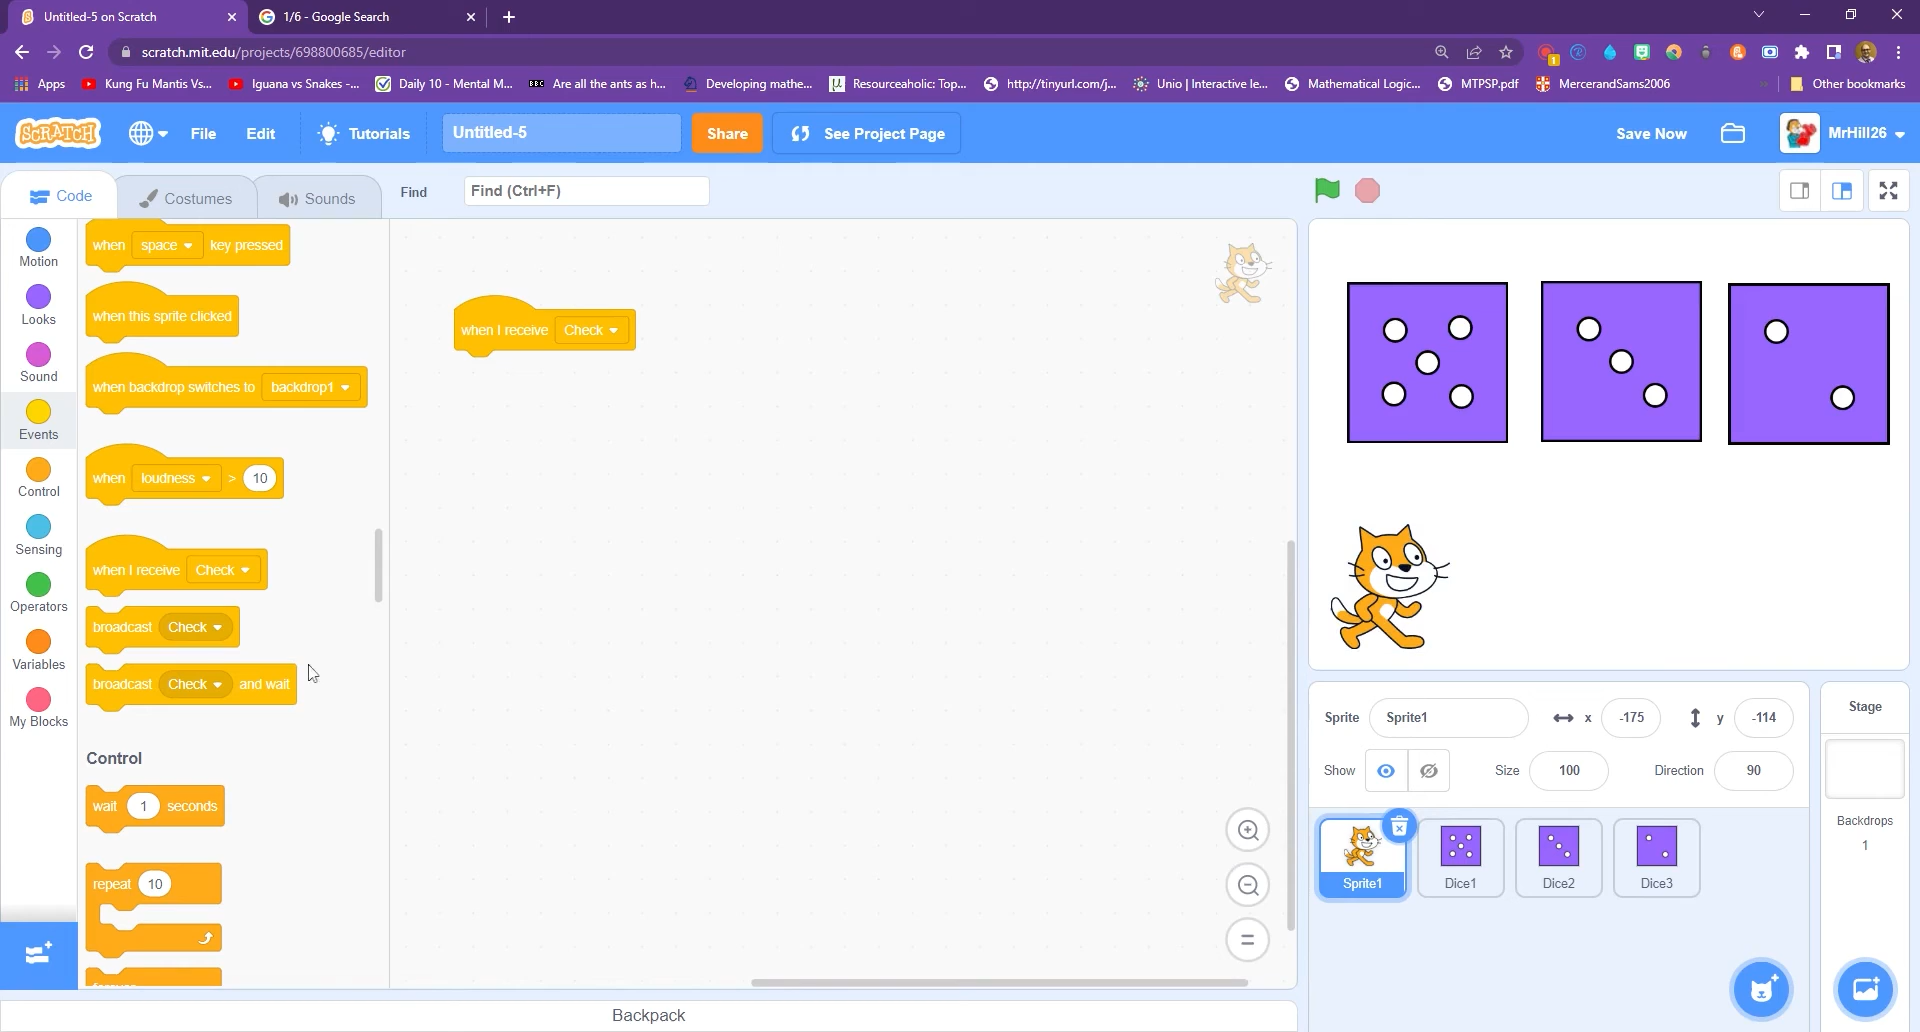 Untitled-5 on Scratch
1/6 - Google Search
scratch.mit.edu/projects/698800685/editor
1
Apps
Kung Fu Mantis Vs...
Iguana vs Snakes -...
Daily 10 - Mental M...
BBC
Are all the ants as h...
Developing mathe...
Resourceaholic: Top...
http://tinyurl.com/j...
Unio | Interactive le...
Mathematical Logic...
MTPSP.pdf
MercerandSams2006
Other bookmarks
SCRATCH
File
Edit
Tutorials
Untitled-5
Share
See Project Page
Save Now
MrHill26
Code
Costumes
Sounds
Find
Find (Ctrl+F)
Motion
Looks
Sound
Events
Control
Sensing
Operators
Variables
My Blocks
when space key pressed
when this sprite clicked
when backdrop switches to backdrop1
when loudness > 10
when I receive Check
broadcast Check
broadcast Check and wait
Control
wait 1 seconds
repeat 10
forever
when I receive Check
Sprite Sprite1 x -175 y -114
Show Size 100 Direction 90
Sprite1
Dice1
Dice2
Dice3
Stage
Backdrops
1
Backpack